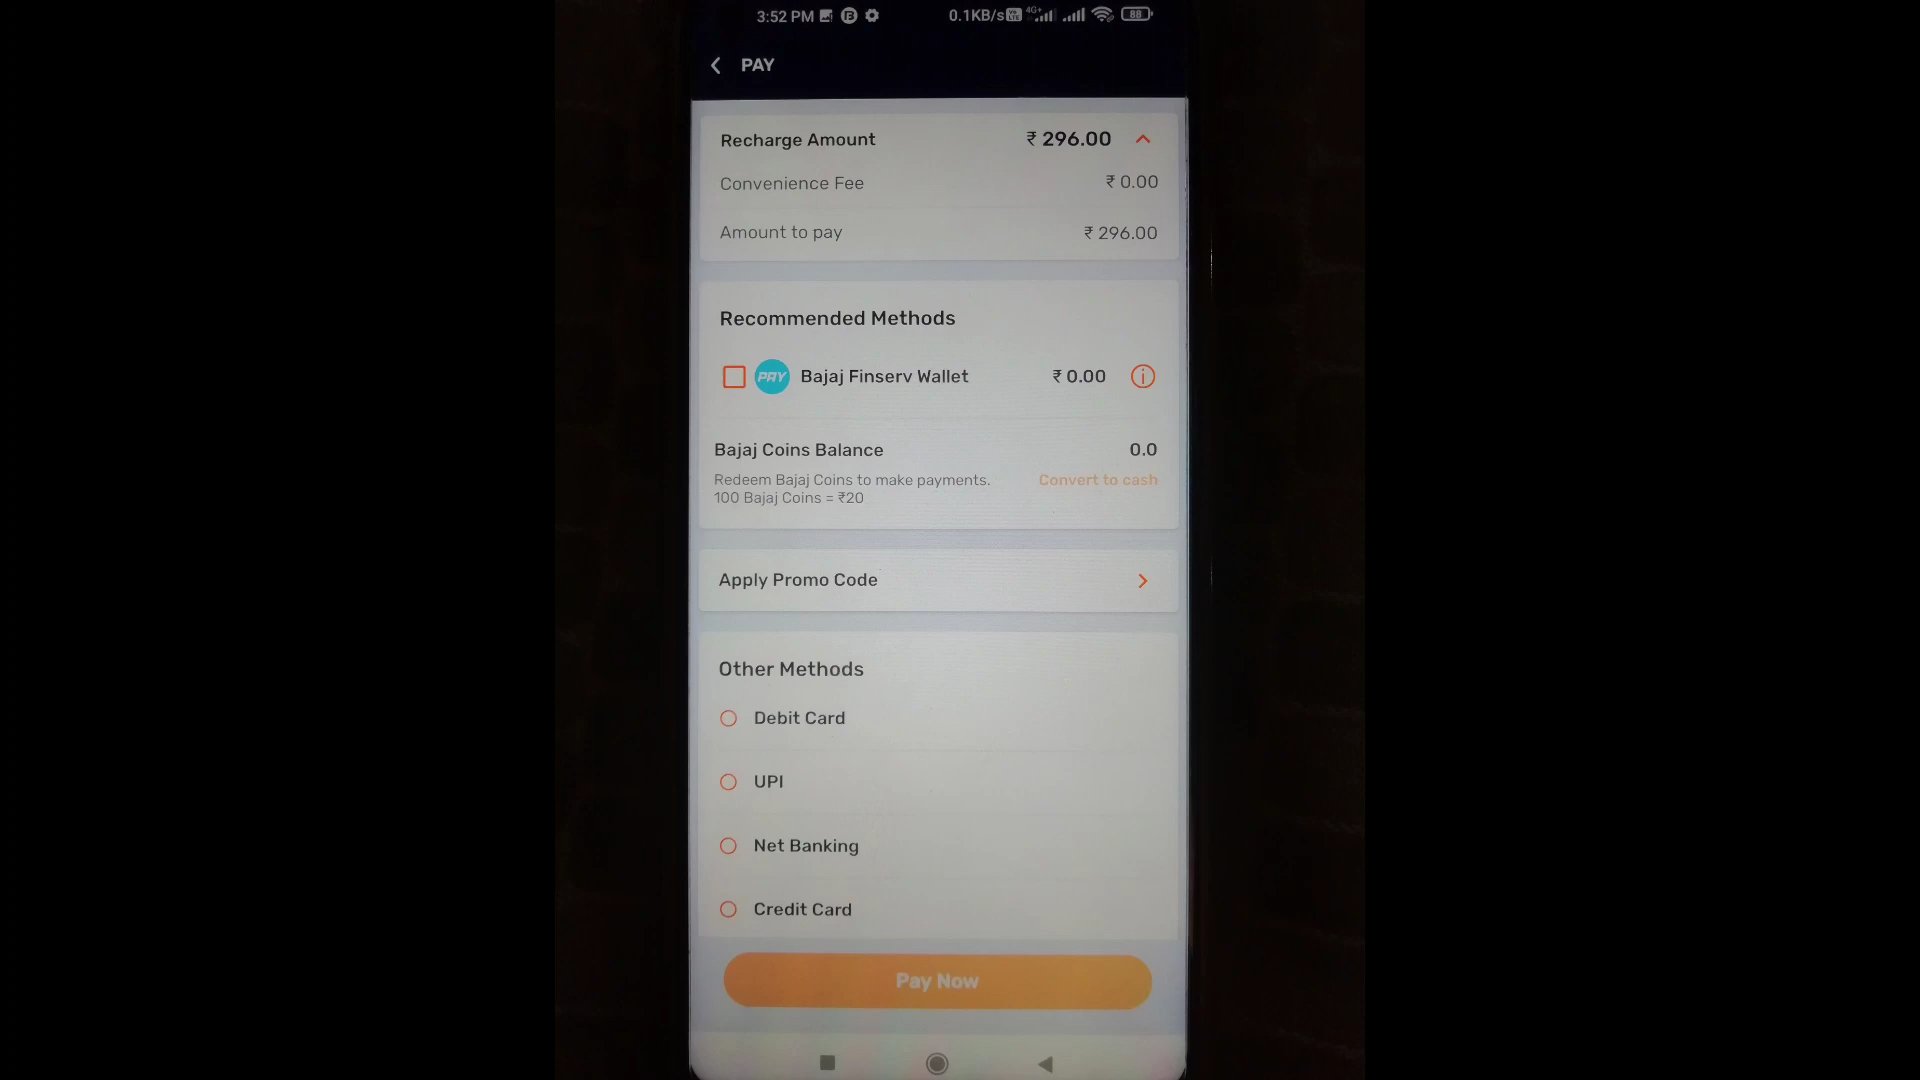 3:52 PM 0.1KB/s Vo LTE 4G+ 88
PAY
Recharge Amount ₹ 296.00
Convenience Fee ₹ 0.00
Amount to pay ₹ 296.00
Recommended Methods
PAY Bajaj Finserv Wallet ₹ 0.00
Bajaj Coins Balance 0.0
Redeem Bajaj Coins to make payments. Convert to cash
100 Bajaj Coins = ₹20
Apply Promo Code
Other Methods
Debit Card
UPI
Net Banking
Credit Card
Pay Now